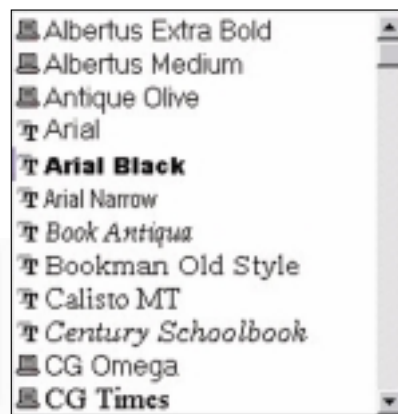 Albertus Extra Bold
Albertus Medium
Antique Olive
Arial
Arial Black
Arial Narrow
Book Antiqua
Bookman Old Style
Calisto MT
Century Schoolbook
CG Omega
CG Times